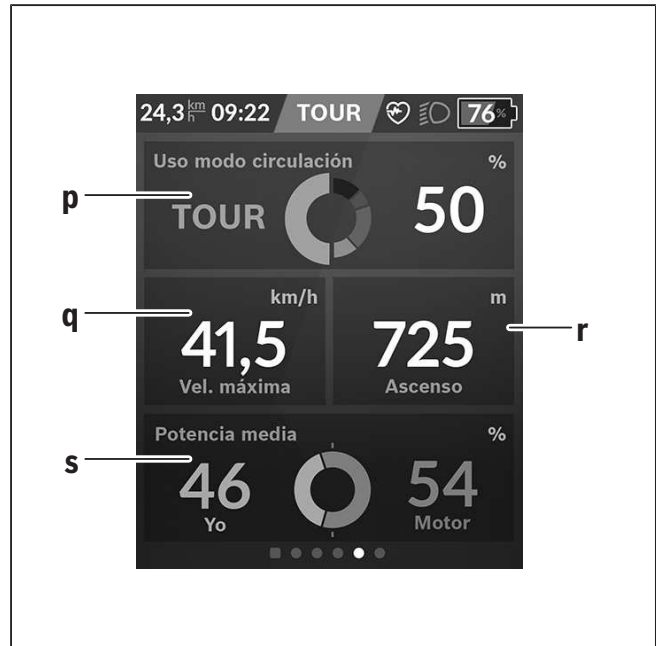 24,3 km/h 09:22 TOUR 76%
Uso modo circulación %
p
TOUR 50
km/h m
q
r
41,5 725
Vel. máxima Ascenso
Potencia media %
s
46 54
Yo Motor